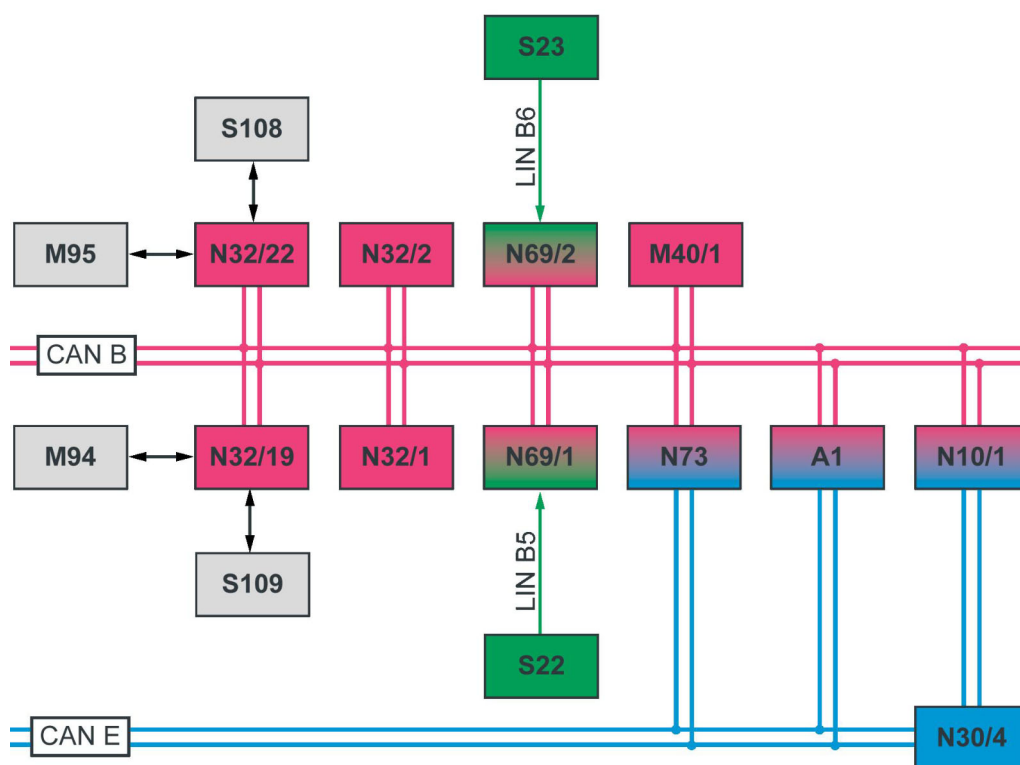 S23
LIN B6
S108
M95
N32/22
N32/2
N69/2
M40/1
CAN B
M94
N32/19
N32/1
N69/1
N73
A1
N10/1
S109
LIN B5
S22
CAN E
N30/4